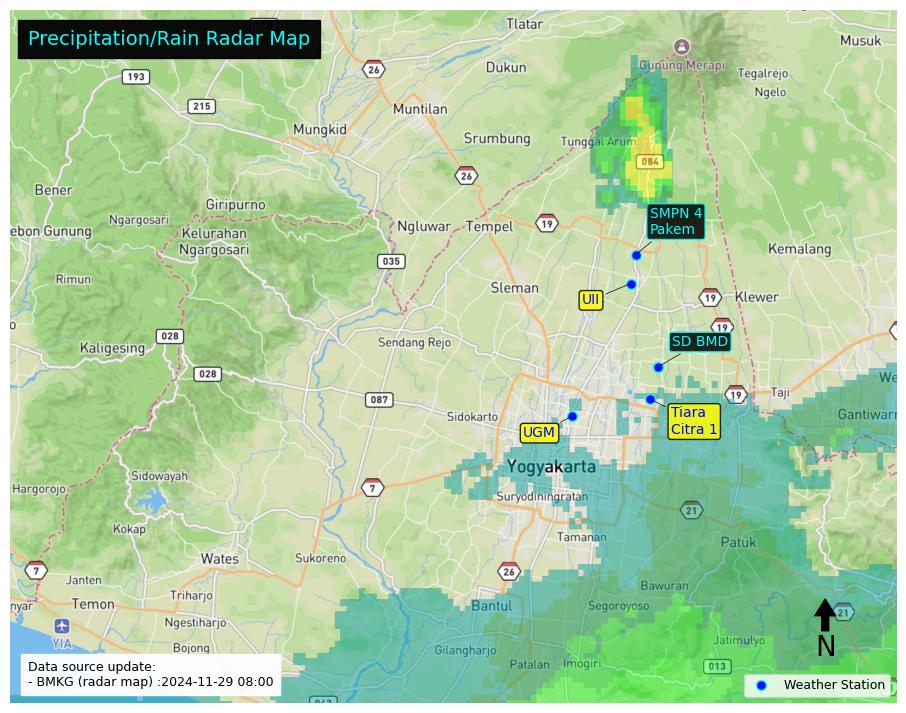 Precipitation/Rain Radar Map
Tlatar
Musuk
26
Dukun
Gunung Merapi
Tegalrejo
193
Ngelo
215
Muntilan
Mungkid
Srumbung
Tunggal Arum
084
26
Bener
Giripurno
SMPN 4
Pakem
Ngargosari
Ngluwar
Tempel
19
ebon Gunung
Kelurahan
Ngargosari
Kemalang
035
Rimun
Sleman
UII
19
Klewer
19
028
Sendang Rejo
SD BMD
Kaligesing
028
We
087
19
Taji
Sidokarto
Tiara
Citra 1
Gantiwarn
UGM
Yogyakarta
Sidowayah
Hargorojo
7
Suryodiningratan
21
Kokap
Tamanan
Patuk
Wates
Sukoreno
7
26
Janten
Bawuran
Triharjo
nyar
Temon
Bantul
Segoroyoso
21
Ngestiharjo
YIA
N
Bojong
Gilangharjo
Jatimulyo
Patalan
Imogiri
013
Data source update:
- BMKG (radar map) :2024-11-29 08:00
Weather Station